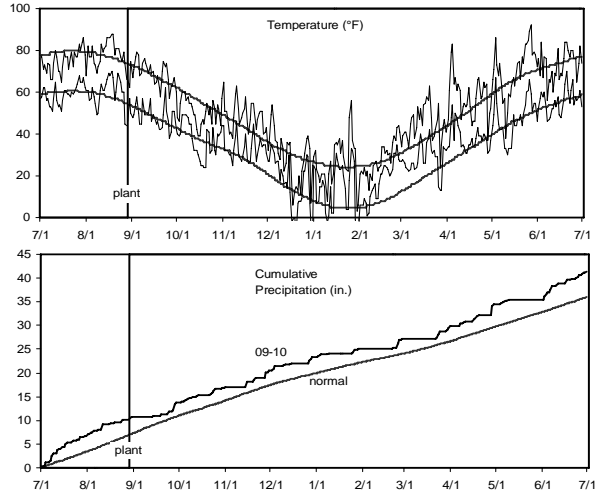 Temperature (°F)
100
80
60
40
20
0
plant
7/1 8/1 9/1 10/1 11/1 12/1 1/1 2/1 3/1 4/1 5/1 6/1 7/1
Cumulative
Precipitation (in.)
45
40
35
30
25
20
15
10
5
0
09-10
normal
plant
7/1 8/1 9/1 10/1 11/1 12/1 1/1 2/1 3/1 4/1 5/1 6/1 7/1